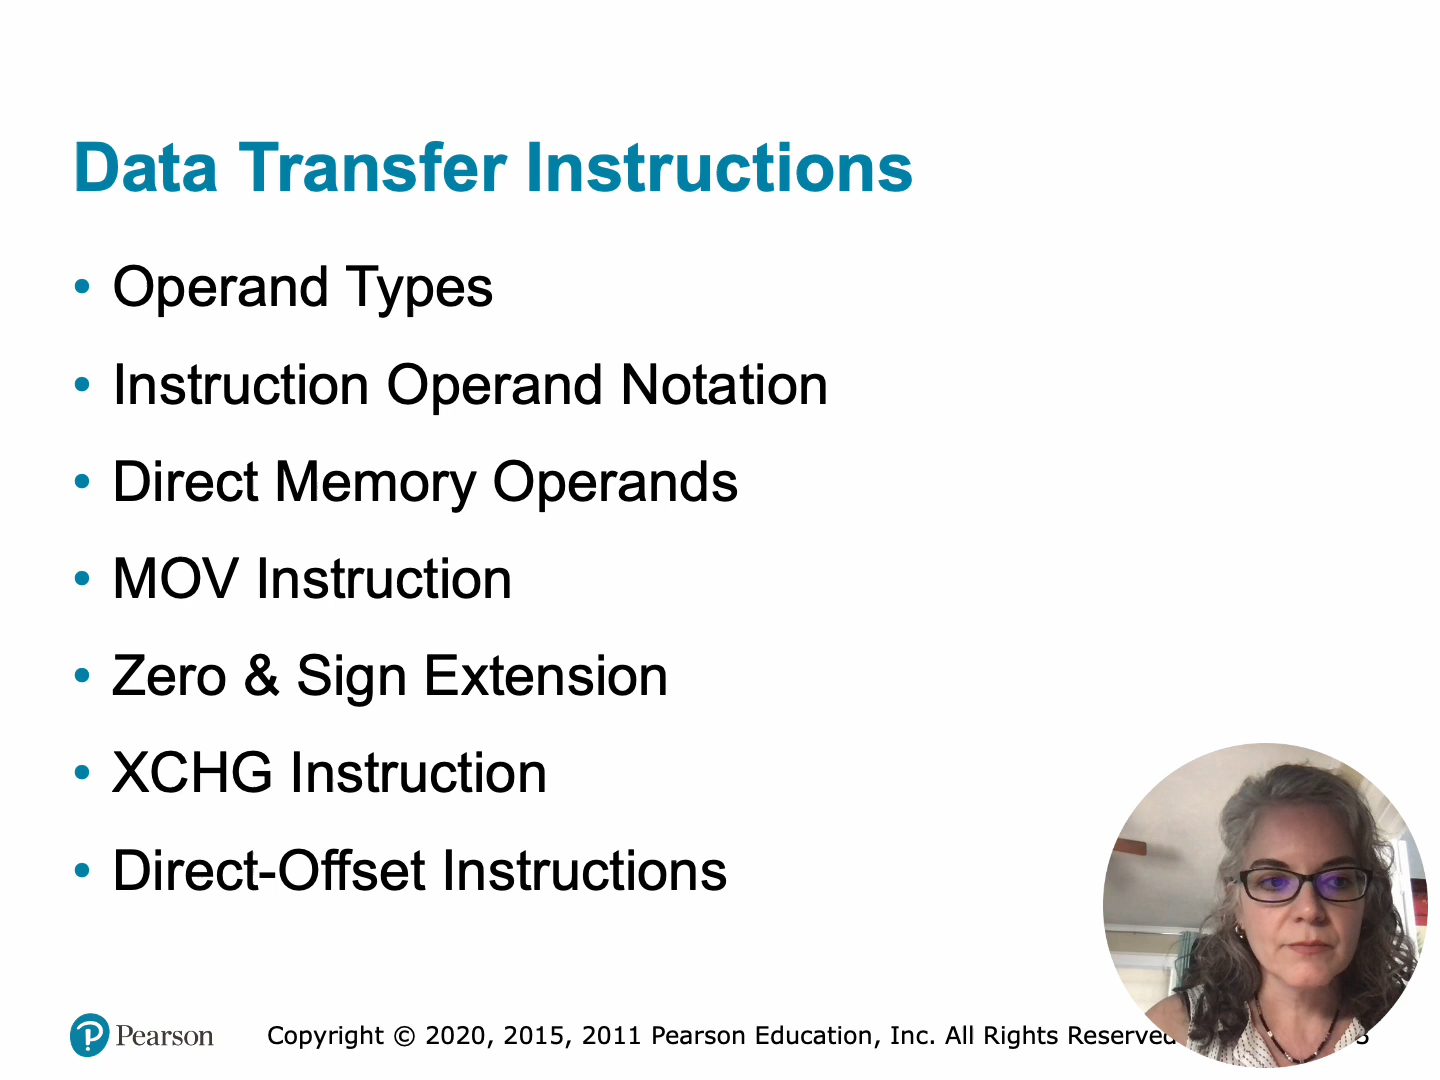 Data Transfer Instructions
• Operand Types
• Instruction Operand Notation
• Direct Memory Operands
• MOV Instruction
• Zero & Sign Extension
• XCHG Instruction
• Direct-Offset Instructions
P Pearson Copyright © 2020, 2015, 2011 Pearson Education, Inc. All Rights Reserved